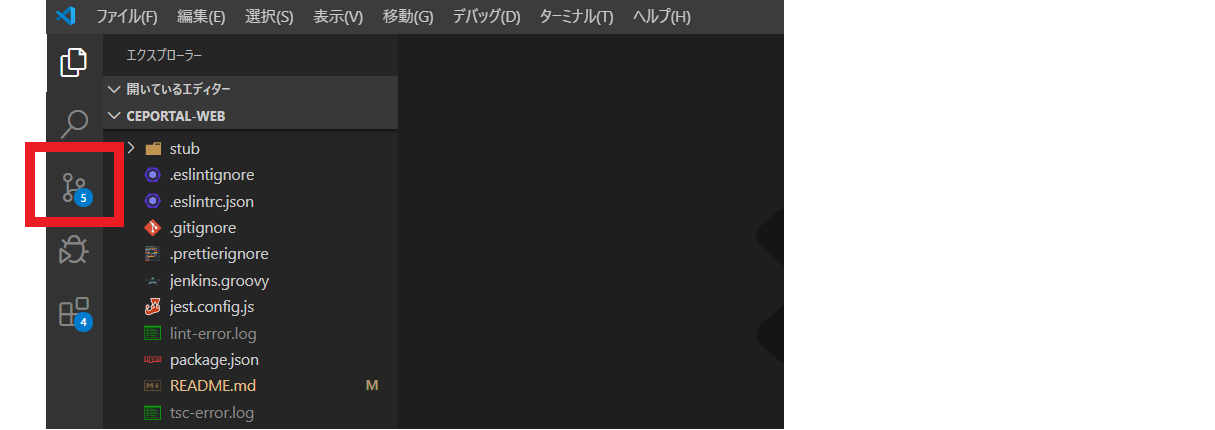 ファイル(F) 編集(E) 選択(S) 表示(V) 移動(G) デバッグ(D) ターミナル(T) ヘルプ(H)
エクスプローラー
開いているエディター
CEPORTAL-WEB
stub
.eslintignore
.eslintrc.json
5
.gitignore
.prettierignore
jenkins.groovy
jest.config.js
4
lint-error.log
package.json
README.md M
tsc-error.log